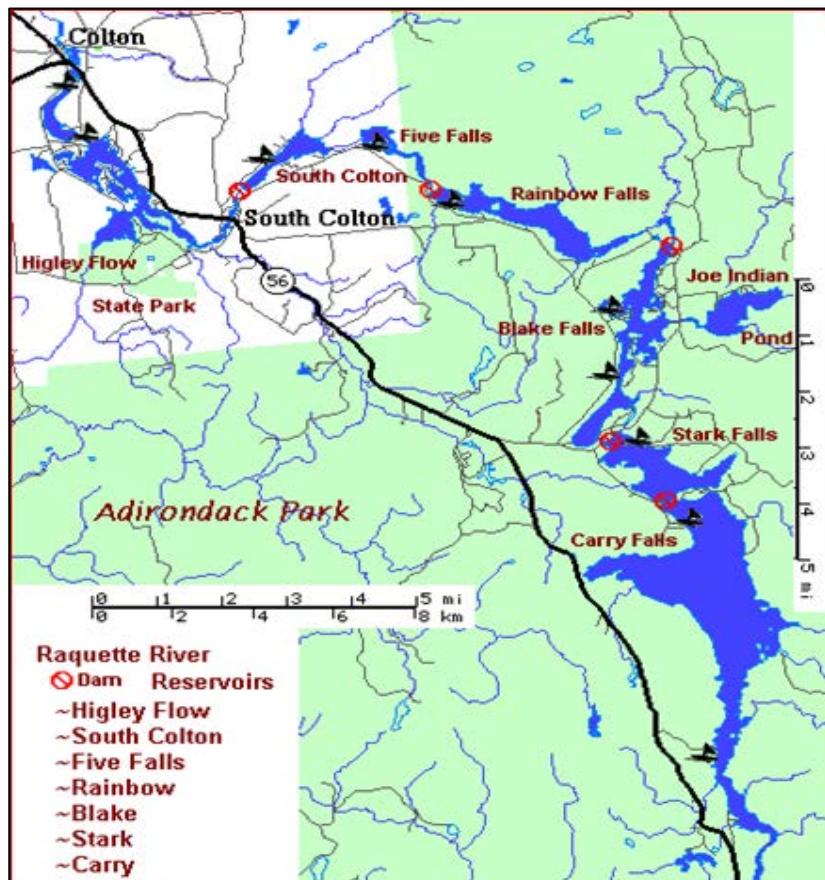 Colton
Five Falls
South Colton
Rainbow Falls
South Colton
Higley Flow
State Park
56
Joe Indian
Pond
Blake Falls
Stark Falls
Carry Falls
Adirondack Park
0 1 2 3 4 5 mi
0 1 2 3 4 5 mi
0 2 4 6 8 km
Raquette River
Dam Reservoirs
~Higley Flow
~South Colton
~Five Falls
~Rainbow
~Blake
~Stark
~Carry